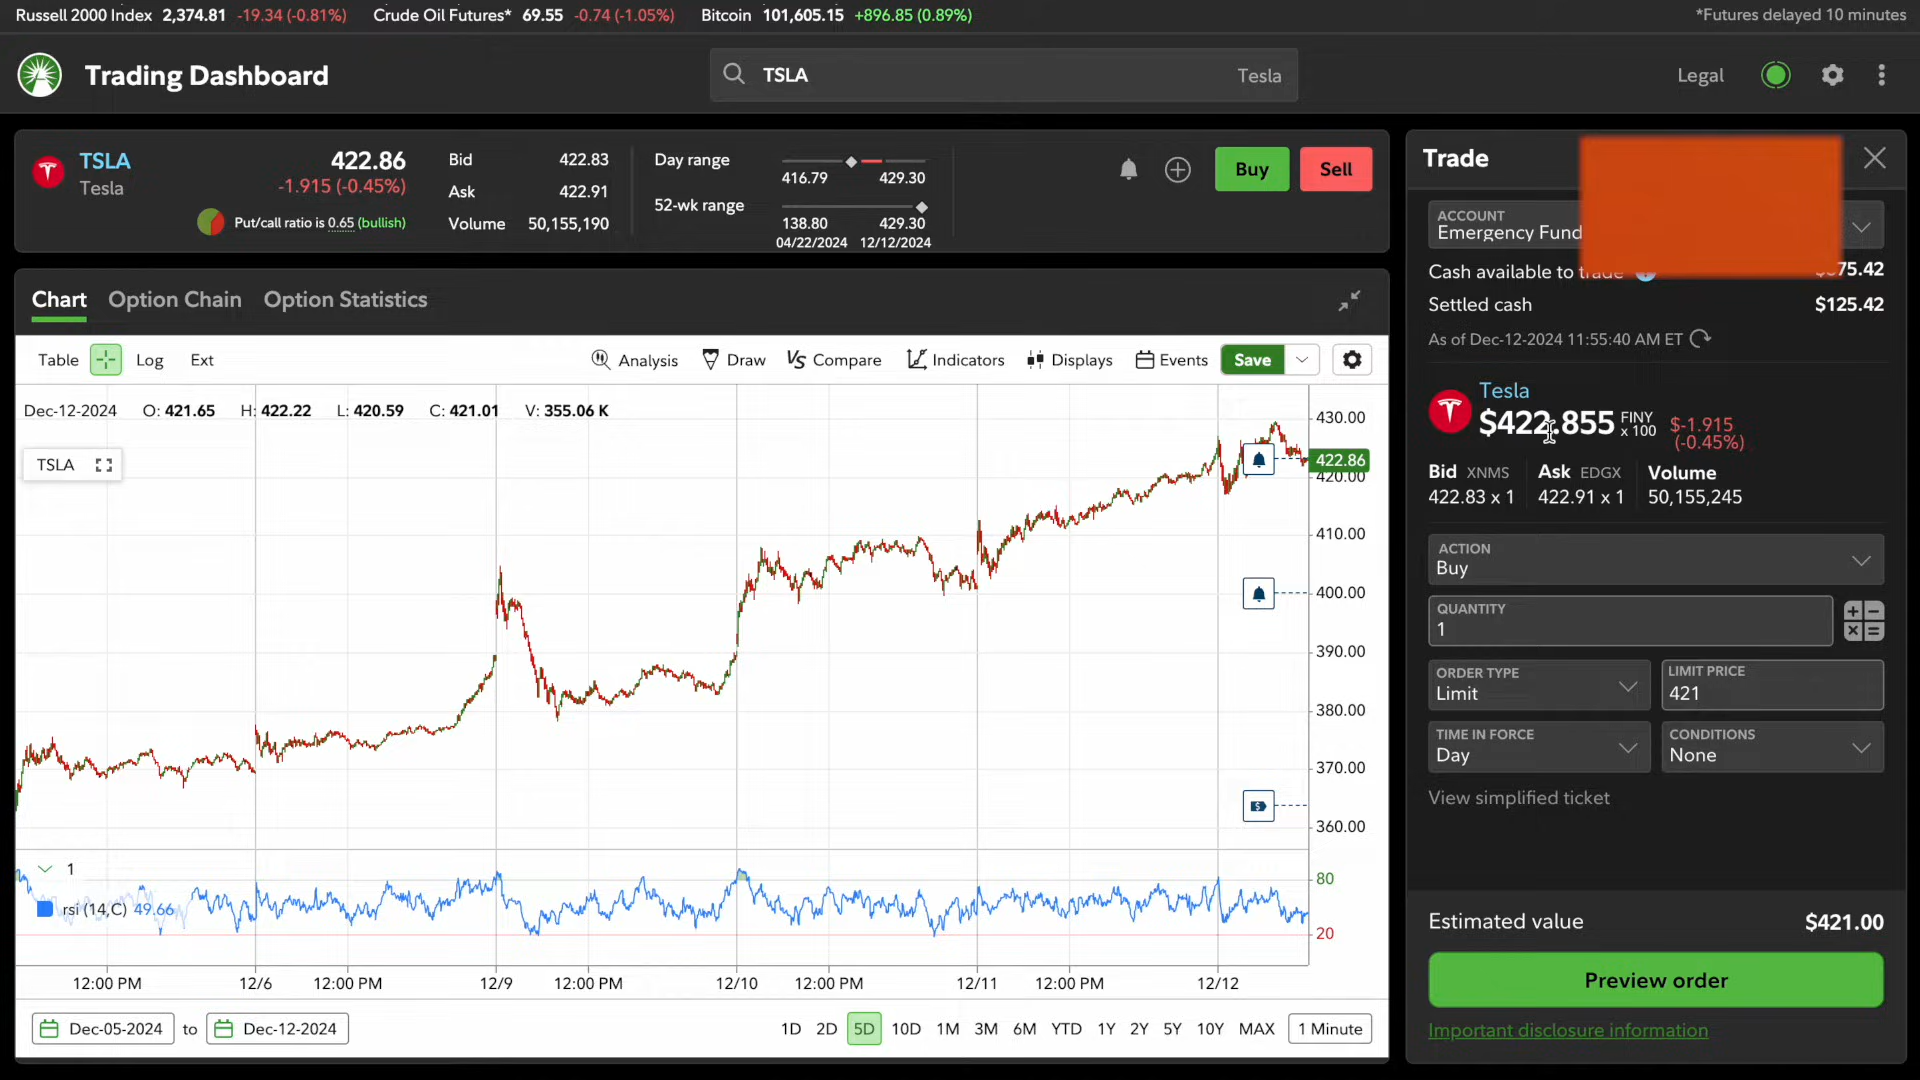 Russell 2000 Index 2,374.81 -19.34 (-0.81%) Crude Oil Futures* 69.55 -0.74 (-1.05%) Bitcoin 101,605.15 +896.85 (0.89%) *Futures delayed 10 minutes
Trading Dashboard
TSLA Tesla
Legal
TSLA
Tesla
422.86
-1.915 (-0.45%)
Put/call ratio is 0.65 (bullish)
Bid 422.83
Ask 422.91
Volume 50,155,190
Day range
416.79 429.30
52-wk range
138.80 429.30
04/22/2024 12/12/2024
Buy
Sell
Chart Option Chain Option Statistics
Table Log Ext Analysis Draw Compare Indicators Displays Events Save
Dec-12-2024 O: 421.65 H: 422.22 L: 420.59 C: 421.01 V: 355.06 K
TSLA
430.00
422.86
420.00
410.00
400.00
390.00
380.00
370.00
360.00
1
80
rsi (14,C) 49.66
20
12:00 PM 12/6 12:00 PM 12/9 12:00 PM 12/10 12:00 PM 12/11 12:00 PM 12/12
Dec-05-2024 to Dec-12-2024
1D 2D 5D 10D 1M 3M 6M YTD 1Y 2Y 5Y 10Y MAX 1 Minute
Trade
ACCOUNT
Emergency Fund
Cash available to trade 75.42
Settled cash $125.42
As of Dec-12-2024 11:55:40 AM ET
Tesla
$422.855 FINY x 100 $-1.915 (-0.45%)
Bid XNMS Ask EDGX Volume
422.83 x 1 422.91 x 1 50,155,245
ACTION
Buy
QUANTITY
1
ORDER TYPE
Limit
LIMIT PRICE
421
TIME IN FORCE
Day
CONDITIONS
None
View simplified ticket
Estimated value $421.00
Preview order
Important disclosure information